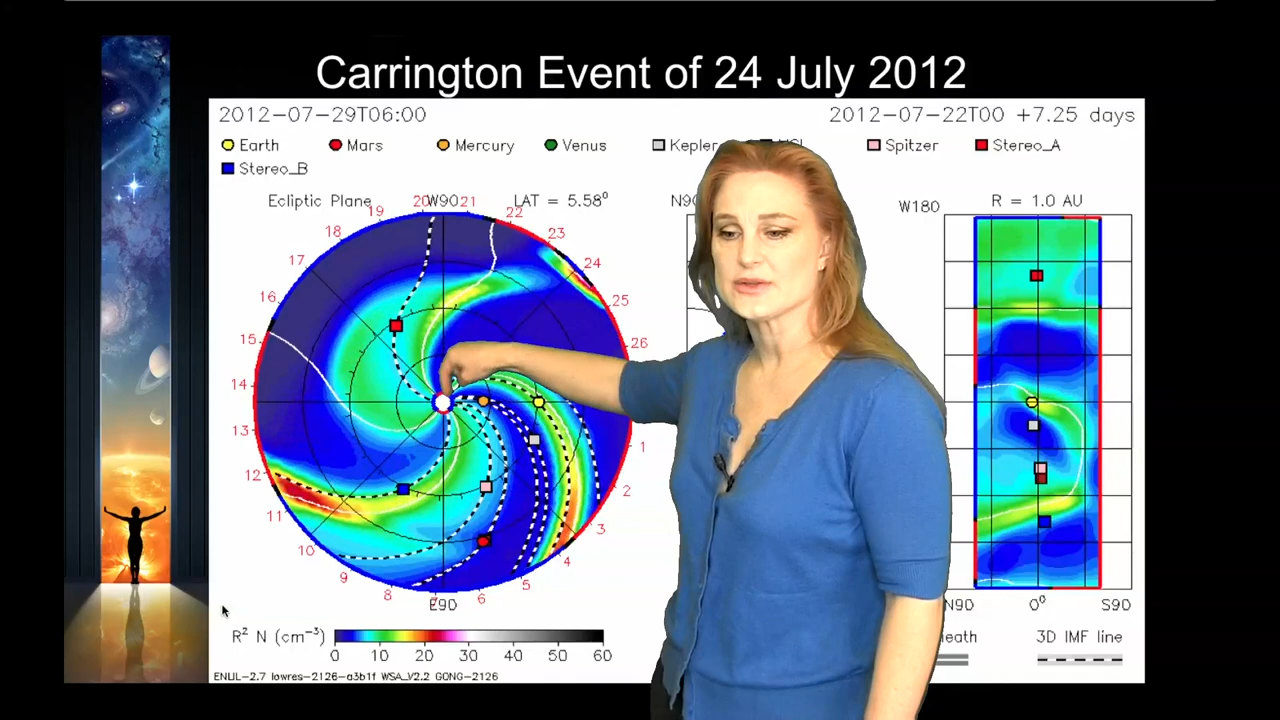 Carrington Event of 24 July 2012
2012-07-29T06:00 2012-07-22T00 +7.25 days
Earth Mars Mercury Venus Kepler Spitzer Stereo_A
Stereo_B
Ecliptic Plane W90 LAT = 5.58° N90 W180 R = 1.0 AU
20 21
19 22
18 23
17 24
16 25
15 26
14
13 1
12 2
11 3
10 4
9 5
8 6
E90 N90 0° S90
R² N (cm⁻³) 3D IMF line
0 10 20 30 40 50 60
ENLIL-2.7 lowres-2126-a3b1f WSA_V2.2 GONG-2126